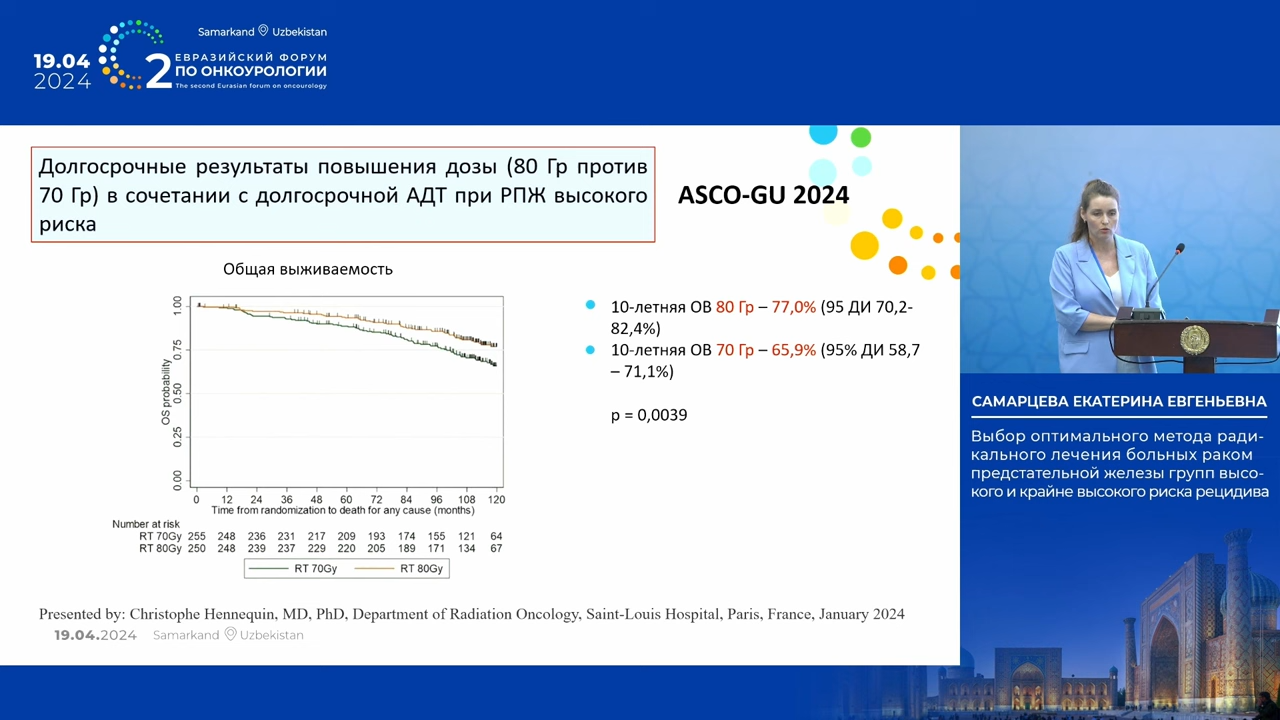 Samarkand Uzbekistan
19.04
2024
2
ЕВРАЗИЙСКИЙ ФОРУМ
ПО ОНКОУРОЛОГИИ
The second Eurasian forum on oncourology
Долгосрочные результаты повышения дозы (80 Гр против
70 Гр) в сочетании с долгосрочной АДТ при РПЖ высокого
риска
ASCO-GU 2024
Общая выживаемость
1.00
0.75
0.50
0.25
0.00
OS probability
0 12 24 36 48 60 72 84 96 108 120
Time from randomization to death for any cause (months)
Number at risk
RT 70Gy 255 248 236 231 217 209 193 174 155 121 64
RT 80Gy 250 248 239 237 229 220 205 189 171 134 67
RT 70Gy RT 80Gy
10-летняя ОВ 80 Гр – 77,0% (95 ДИ 70,2-
82,4%)
10-летняя ОВ 70 Гр – 65,9% (95% ДИ 58,7
– 71,1%)
p = 0,0039
Presented by: Christophe Hennequin, MD, PhD, Department of Radiation Oncology, Saint-Louis Hospital, Paris, France, January 2024
19.04.2024 Samarkand Uzbekistan
САМАРЦЕВА ЕКАТЕРИНА ЕВГЕНЬЕВНА
Выбор оптимального метода ради-
кального лечения больных раком
предстательной железы групп высо-
кого и крайне высокого риска рецидива